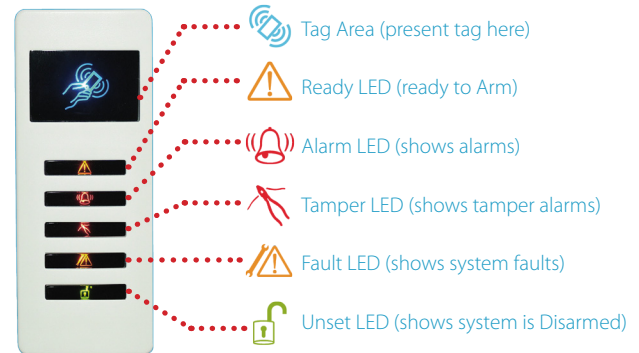 Tag Area (present tag here)
Ready LED (ready to Arm)
Alarm LED (shows alarms)
Tamper LED (shows tamper alarms)
Fault LED (shows system faults)
Unset LED (shows system is Disarmed)